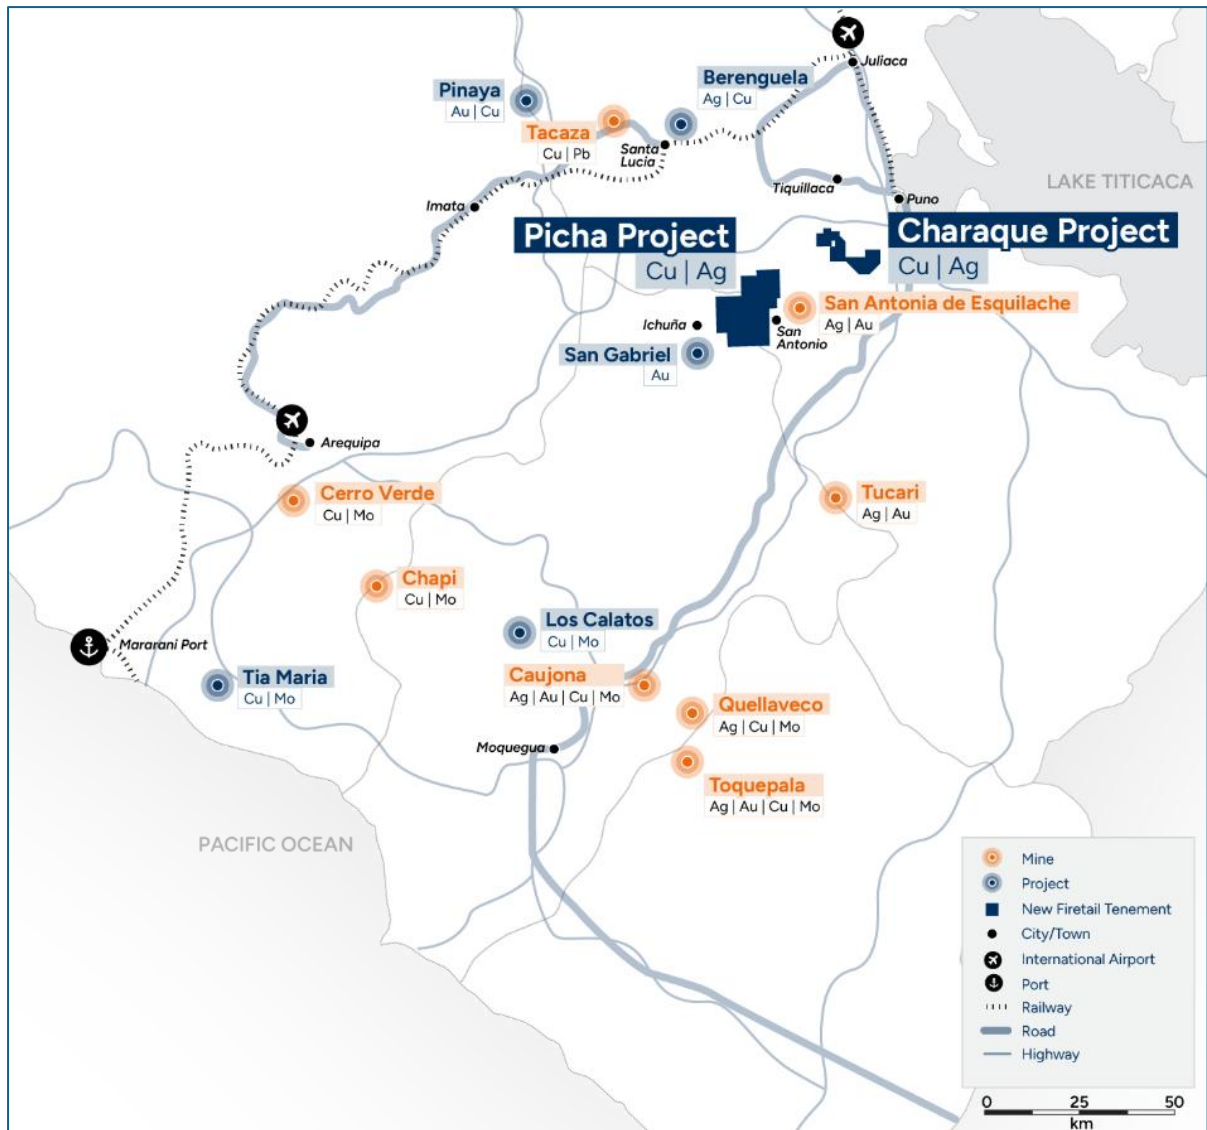 Juliaca
Pinaya
Au | Cu
Berenguela
Ag | Cu
Tacaza
Cu | Pb
Santa
Lucia
Tiquillaca
LAKE TITICACA
Imata
Puno
Picha Project
Cu | Ag
Charaque Project
Cu | Ag
San Antonia de Esquilache
Ag | Au
Ichuña
San
Antonio
San Gabriel
Au
Arequipa
Cerro Verde
Cu | Mo
Tucari
Ag | Au
Chapi
Cu | Mo
Los Calatos
Cu | Mo
Mararani Port
Tia Maria
Cu | Mo
Caujona
Ag | Au | Cu | Mo
Quellaveco
Ag | Cu | Mo
Moquegua
Toquepala
Ag | Au | Cu | Mo
PACIFIC OCEAN
Mine
Project
New Firetail Tenement
City/Town
International Airport
Port
Railway
Road
Highway
0 25 50
km